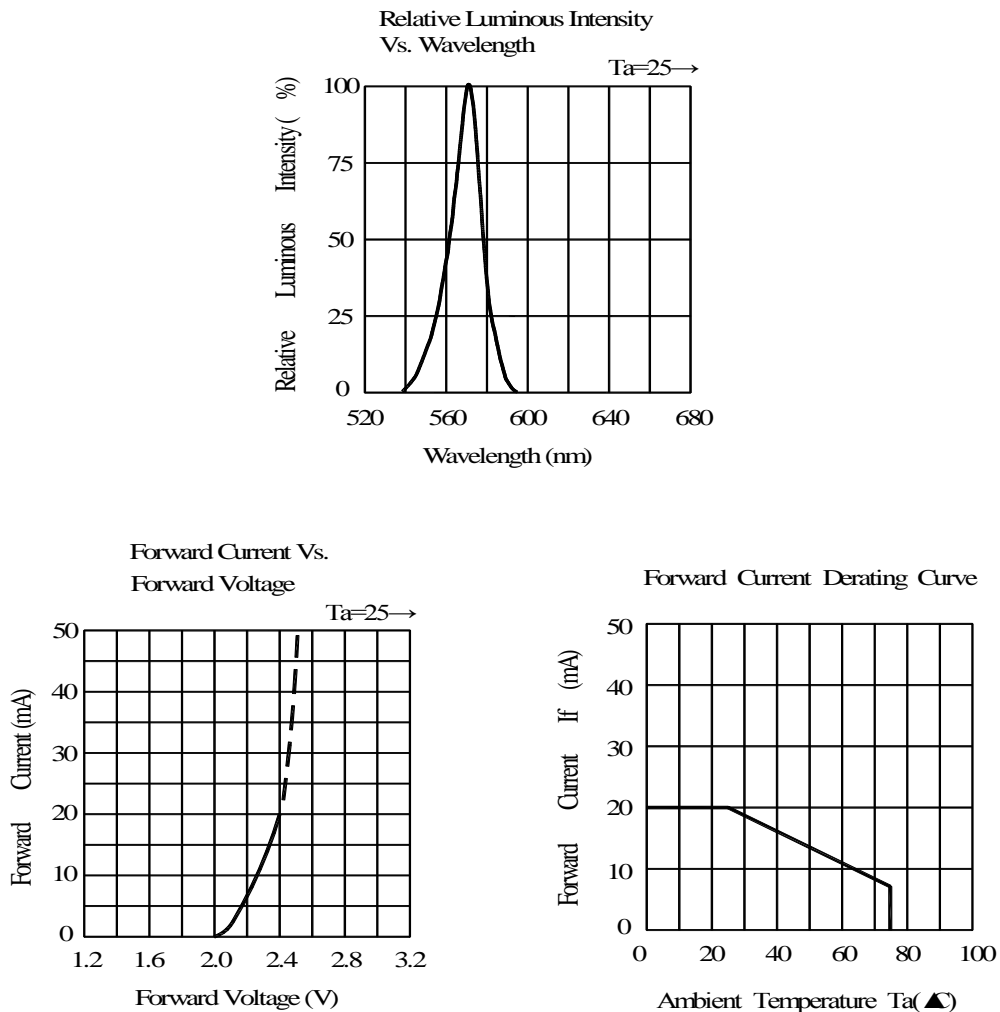 Relative Luminous Intensity
Vs. Wavelength
Ta=25→
Relative Luminous Intensity ( %)
100
75
50
25
0
520 560 600 640 680
Wavelength (nm)
Forward Current Vs.
Forward Voltage
Ta=25→
Forward Current (mA)
50
40
30
20
10
0
1.2 1.6 2.0 2.4 2.8 3.2
Forward Voltage (V)
Forward Current Derating Curve
Forward Current If (mA)
50
40
30
20
10
0
0 20 40 60 80 100
Ambient Temperature Ta(▲C)